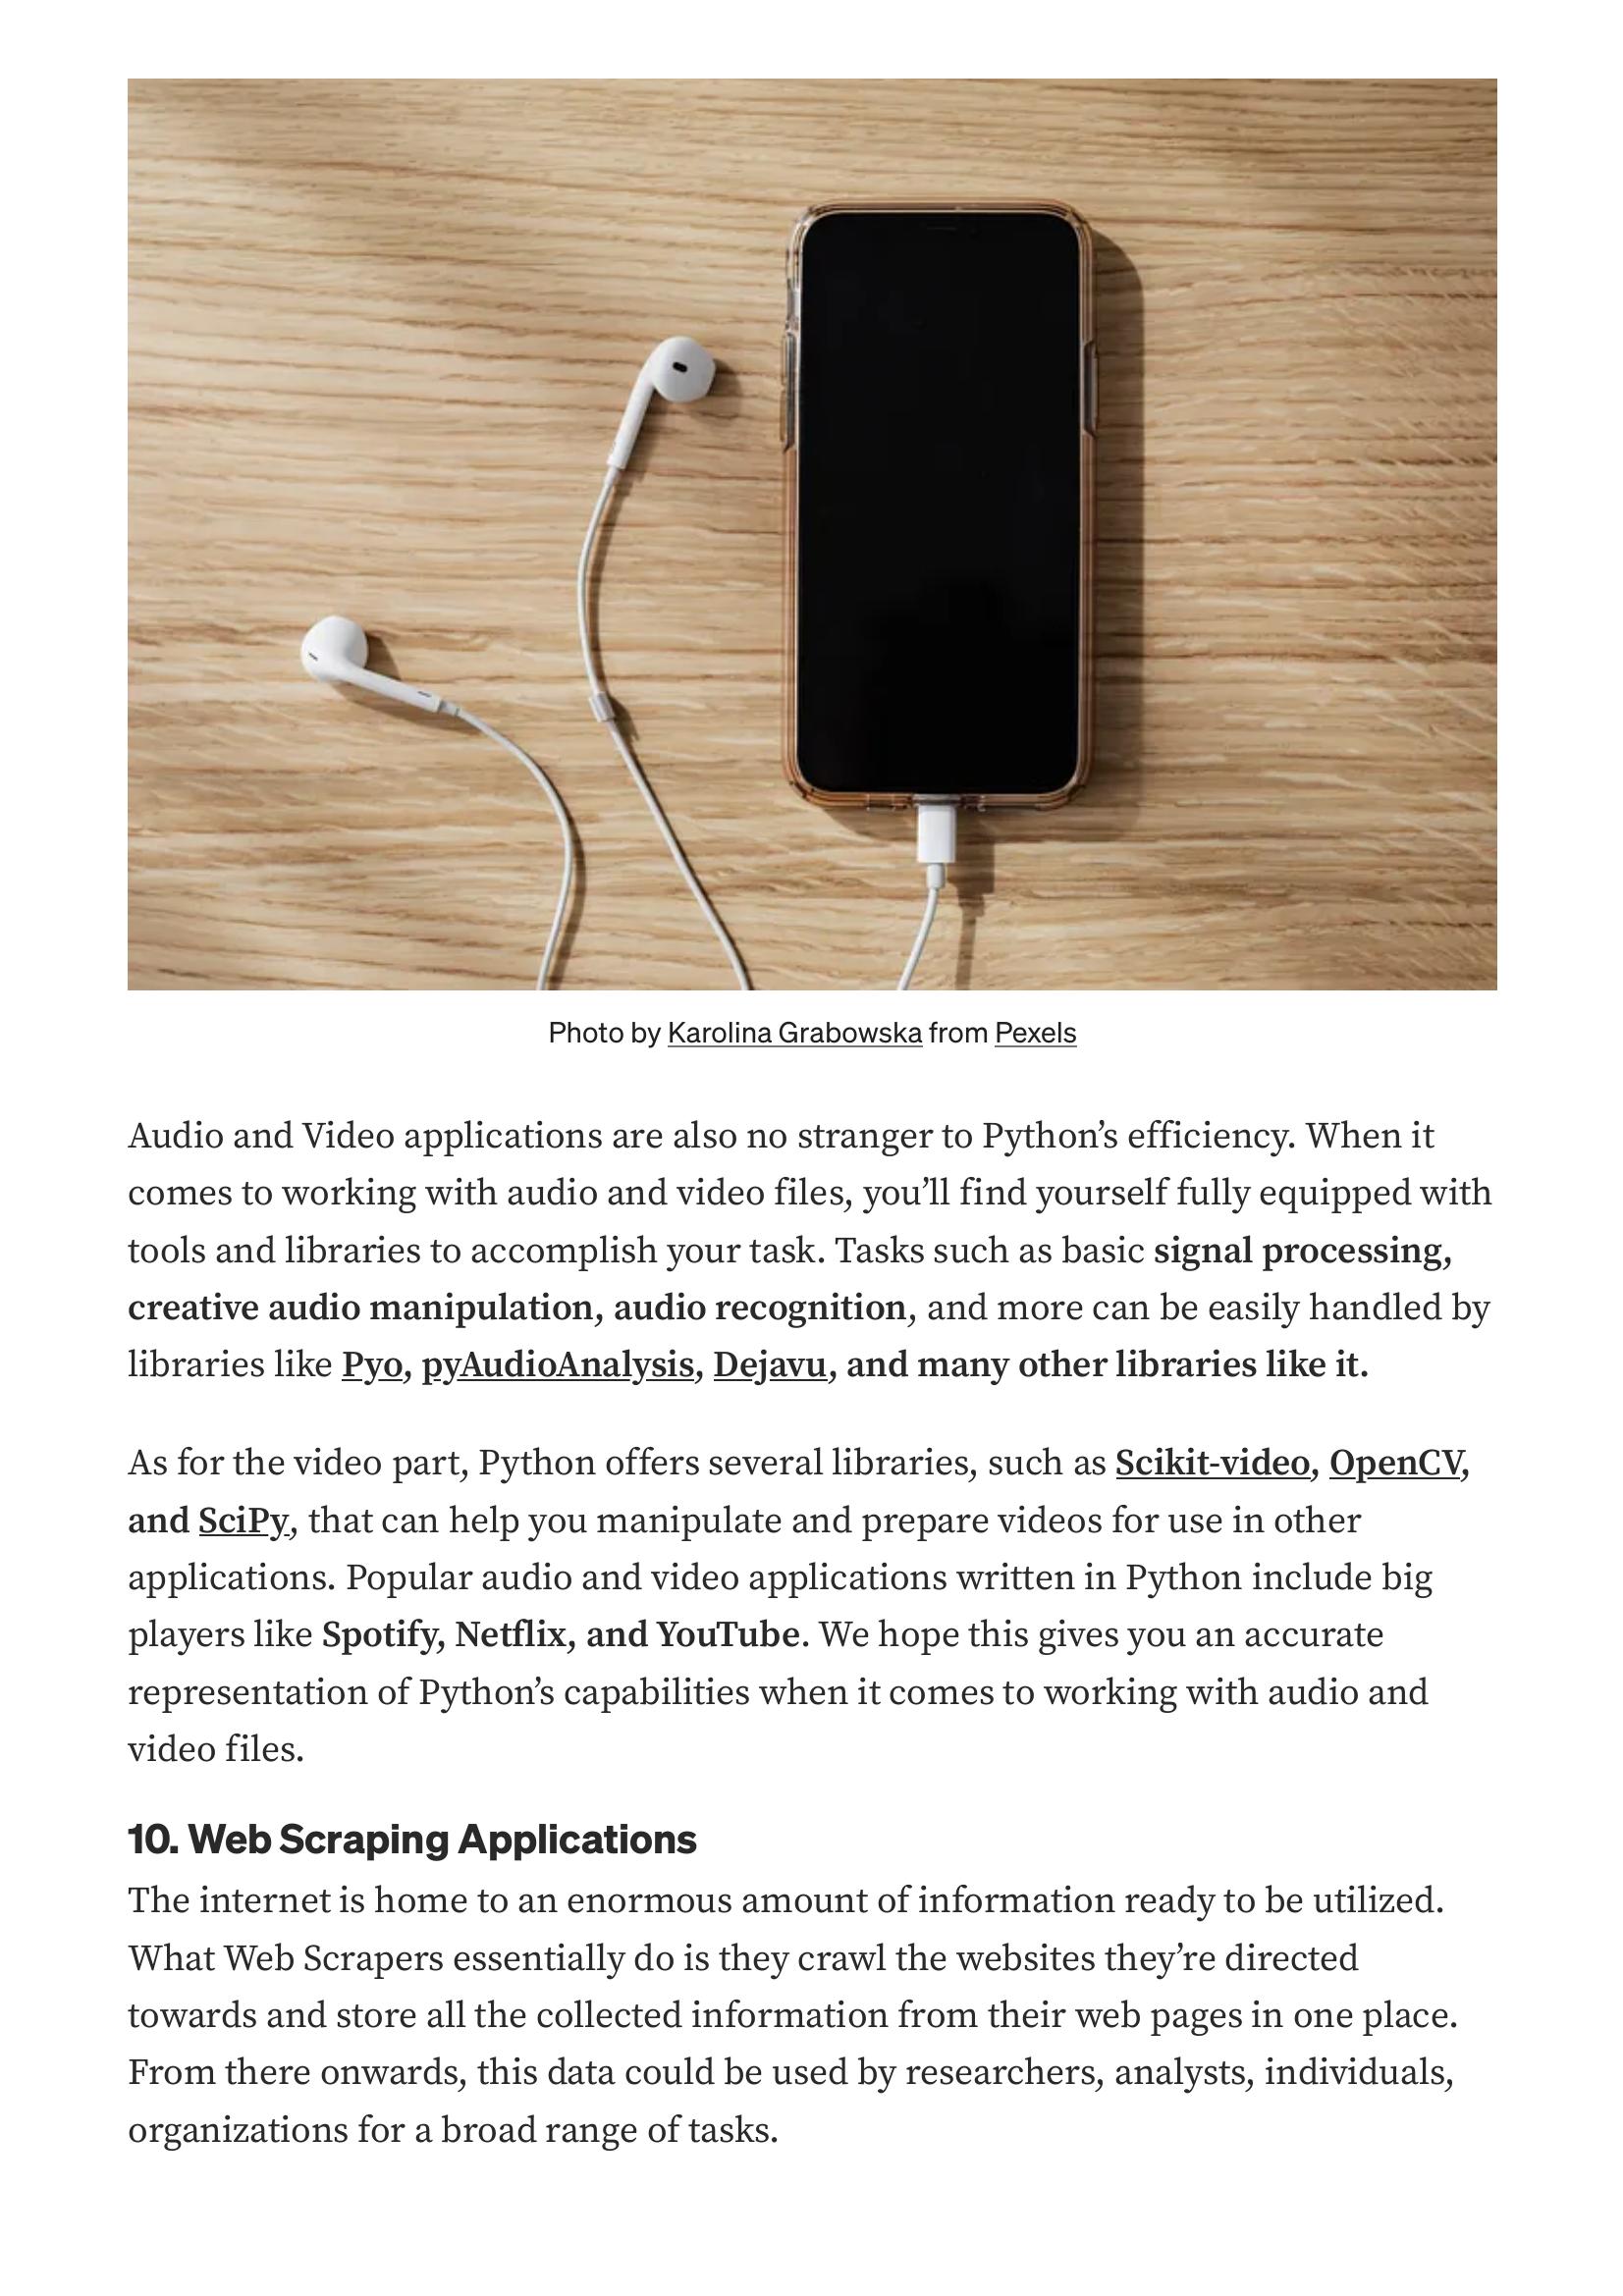 Photo by Karolina Grabowska from Pexels
Audio and Video applications are also no stranger to Python’s efficiency. When it
comes to working with audio and video files, you’ll find yourself fully equipped with
tools and libraries to accomplish your task. Tasks such as basic signal processing,
creative audio manipulation, audio recognition, and more can be easily handled by
libraries like Pyo, pyAudioAnalysis, Dejavu, and many other libraries like it.
As for the video part, Python offers several libraries, such as Scikit-video, OpenCV,
and SciPy, that can help you manipulate and prepare videos for use in other
applications. Popular audio and video applications written in Python include big
players like Spotify, Netflix, and YouTube. We hope this gives you an accurate
representation of Python’s capabilities when it comes to working with audio and
video files.
10. Web Scraping Applications
The internet is home to an enormous amount of information ready to be utilized.
What Web Scrapers essentially do is they crawl the websites they’re directed
towards and store all the collected information from their web pages in one place.
From there onwards, this data could be used by researchers, analysts, individuals,
organizations for a broad range of tasks.